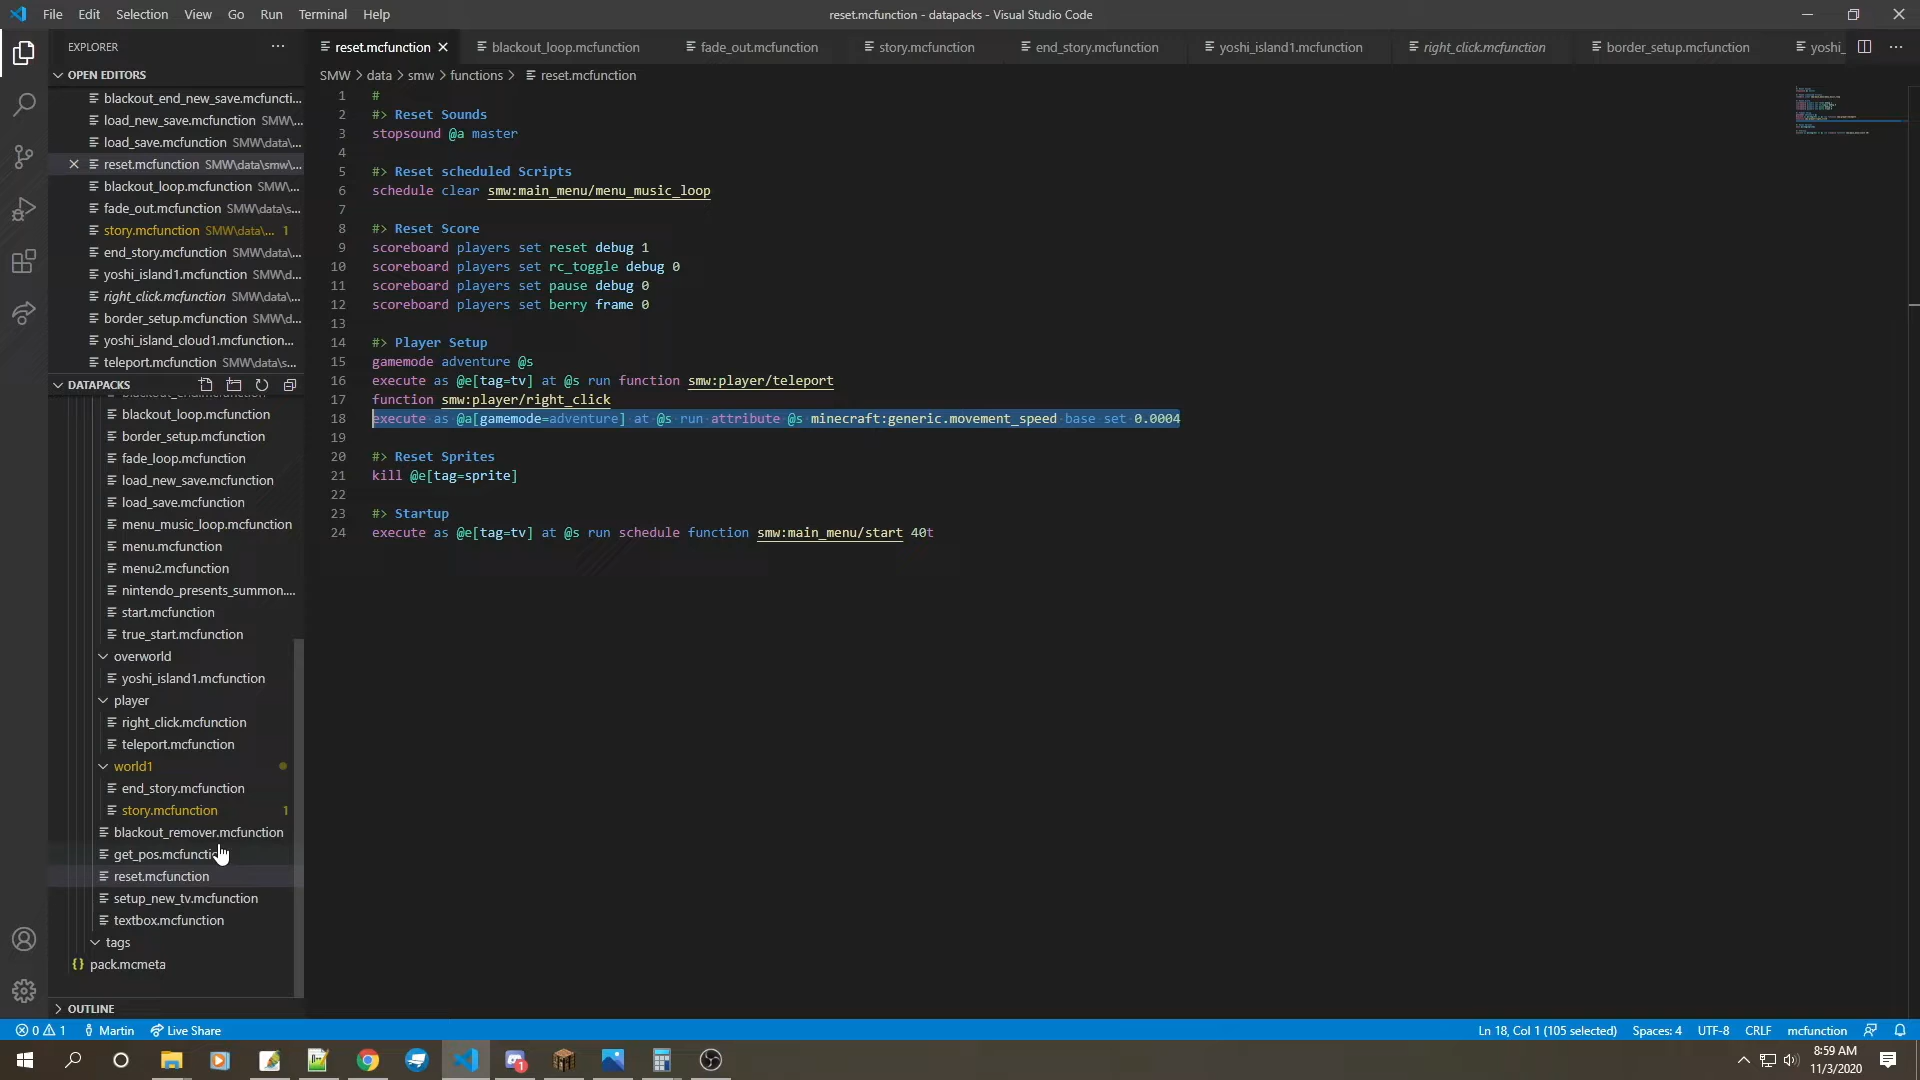 File Edit Selection View Go Run Terminal Help
reset.mcfunction - datapacks - Visual Studio Code
EXPLORER
OPEN EDITORS
blackout_end_new_save.mcfuncti...
load_new_save.mcfunction SMW\...
load_save.mcfunction SMW\data\...
reset.mcfunction SMW\data\smw\...
blackout_loop.mcfunction SMW\...
fade_out.mcfunction SMW\data\s...
story.mcfunction SMW\data\... 1
end_story.mcfunction SMW\data\...
yoshi_island1.mcfunction SMW\d...
right_click.mcfunction SMW\data\...
border_setup.mcfunction SMW\d...
yoshi_island_cloud1.mcfunction...
teleport.mcfunction SMW\data\s...
DATAPACKS
blackout_loop.mcfunction
border_setup.mcfunction
fade_loop.mcfunction
load_new_save.mcfunction
load_save.mcfunction
menu_music_loop.mcfunction
menu.mcfunction
menu2.mcfunction
nintendo_presents_summon....
start.mcfunction
true_start.mcfunction
overworld
yoshi_island1.mcfunction
player
right_click.mcfunction
teleport.mcfunction
world1
end_story.mcfunction
story.mcfunction 1
blackout_remover.mcfunction
get_pos.mcfunctio
reset.mcfunction
setup_new_tv.mcfunction
textbox.mcfunction
tags
{} pack.mcmeta
OUTLINE
reset.mcfunction blackout_loop.mcfunction fade_out.mcfunction story.mcfunction end_story.mcfunction yoshi_island1.mcfunction right_click.mcfunction border_setup.mcfunction yoshi_
SMW > data > smw > functions > reset.mcfunction
1 #
2 #> Reset Sounds
3 stopsound @a master
4
5 #> Reset scheduled Scripts
6 schedule clear smw:main_menu/menu_music_loop
7
8 #> Reset Score
9 scoreboard players set reset debug 1
10 scoreboard players set rc_toggle debug 0
11 scoreboard players set pause debug 0
12 scoreboard players set berry frame 0
13
14 #> Player Setup
15 gamemode adventure @s
16 execute as @e[tag=tv] at @s run function smw:player/teleport
17 function smw:player/right_click
18 execute as @a[gamemode=adventure] at @s run attribute @s minecraft:generic.movement_speed base set 0.0004
19
20 #> Reset Sprites
21 kill @e[tag=sprite]
22
23 #> Startup
24 execute as @e[tag=tv] at @s run schedule function smw:main_menu/start 40t
0 1 Martin Live Share
Ln 18, Col 1 (105 selected) Spaces: 4 UTF-8 CRLF mcfunction
1
8:59 AM
11/3/2020